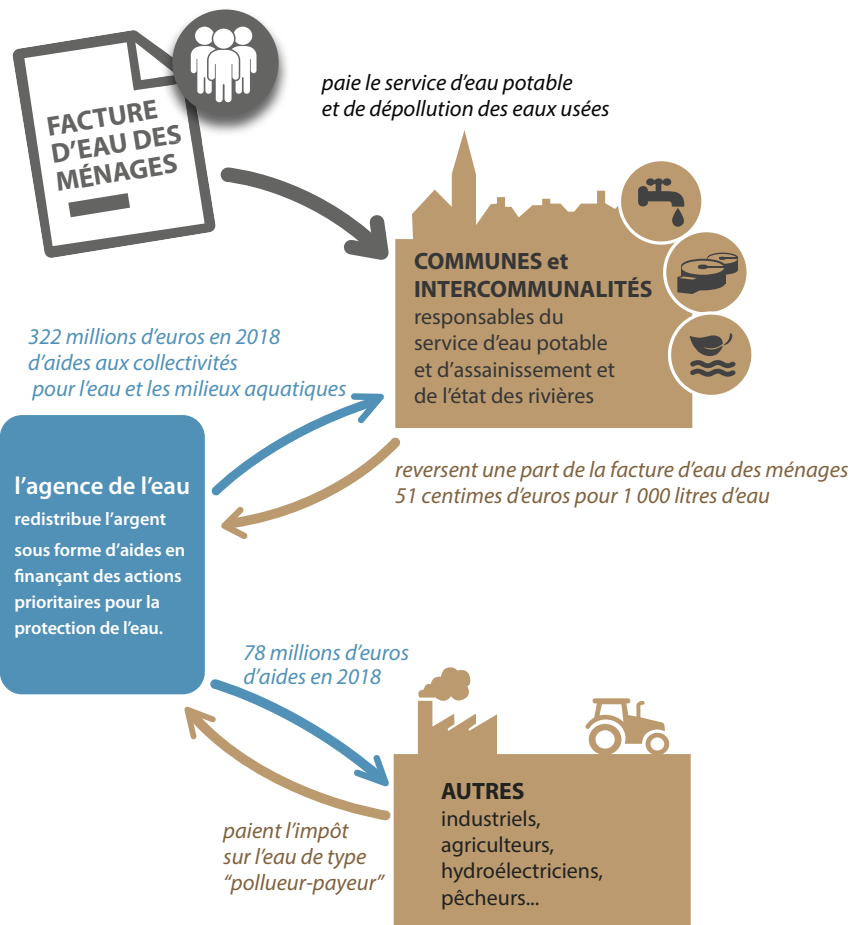 FACTURE
D'EAU DES
MÉNAGES
paie le service d'eau potable
et de dépollution des eaux usées
COMMUNES et
INTERCOMMUNALITÉS
responsables du
service d'eau potable
et d'assainissement et
de l'état des rivières
322 millions d'euros en 2018
d'aides aux collectivités
pour l'eau et les milieux aquatiques
l'agence de l'eau
redistribue l'argent
sous forme d'aides en
finançant des actions
prioritaires pour la
protection de l'eau.
reversent une part de la facture d'eau des ménages
51 centimes d'euros pour 1 000 litres d'eau
78 millions d'euros
d'aides en 2018
AUTRES
industriels,
agriculteurs,
hydroélectriciens,
pêcheurs...
paient l'impôt
sur l'eau de type
“pollueur-payeur”